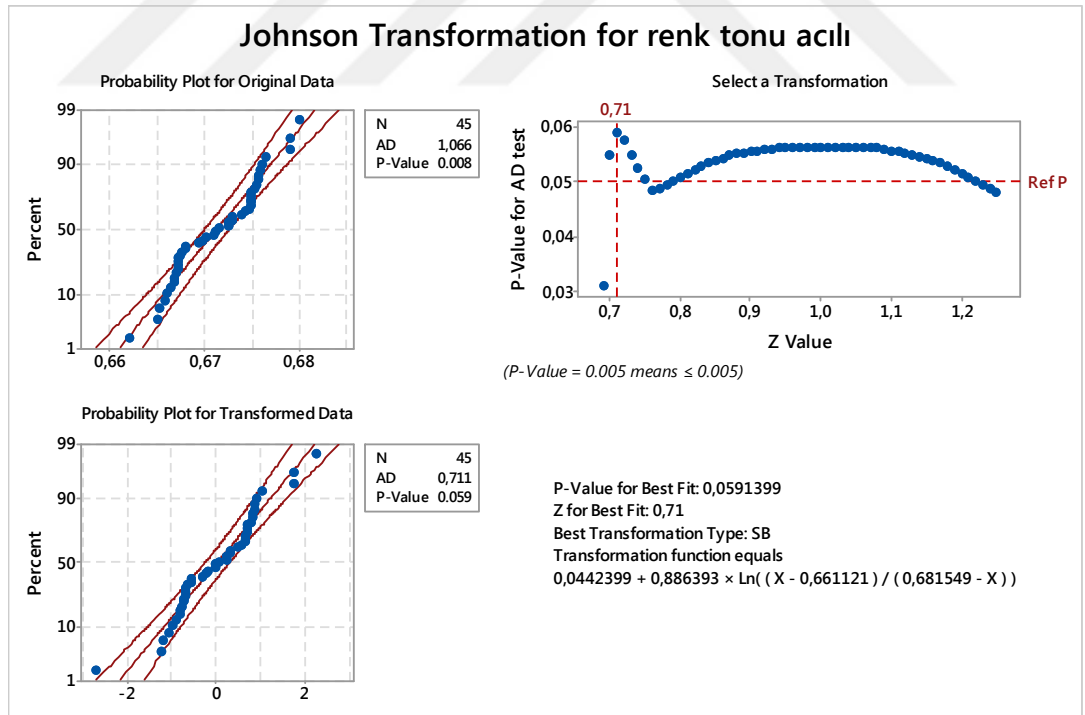 Johnson Transformation for renk tonu acılı
Probability Plot for Original Data
99
90
50
10
1
Percent
0,66 0,67 0,68
N 45
AD 1,066
P-Value 0.008
Select a Transformation
0,71
0,06
0,05
0,04
0,03
P-Value for AD test
Ref P
0,7 0,8 0,9 1,0 1,1 1,2
Z Value
(P-Value = 0.005 means ≤ 0.005)
Probability Plot for Transformed Data
99
90
50
10
1
Percent
-2 0 2
N 45
AD 0,711
P-Value 0.059
P-Value for Best Fit: 0,0591399
Z for Best Fit: 0,71
Best Transformation Type: SB
Transformation function equals
0,0442399 + 0,886393 × Ln( ( X - 0,661121 ) / ( 0,681549 - X ) )